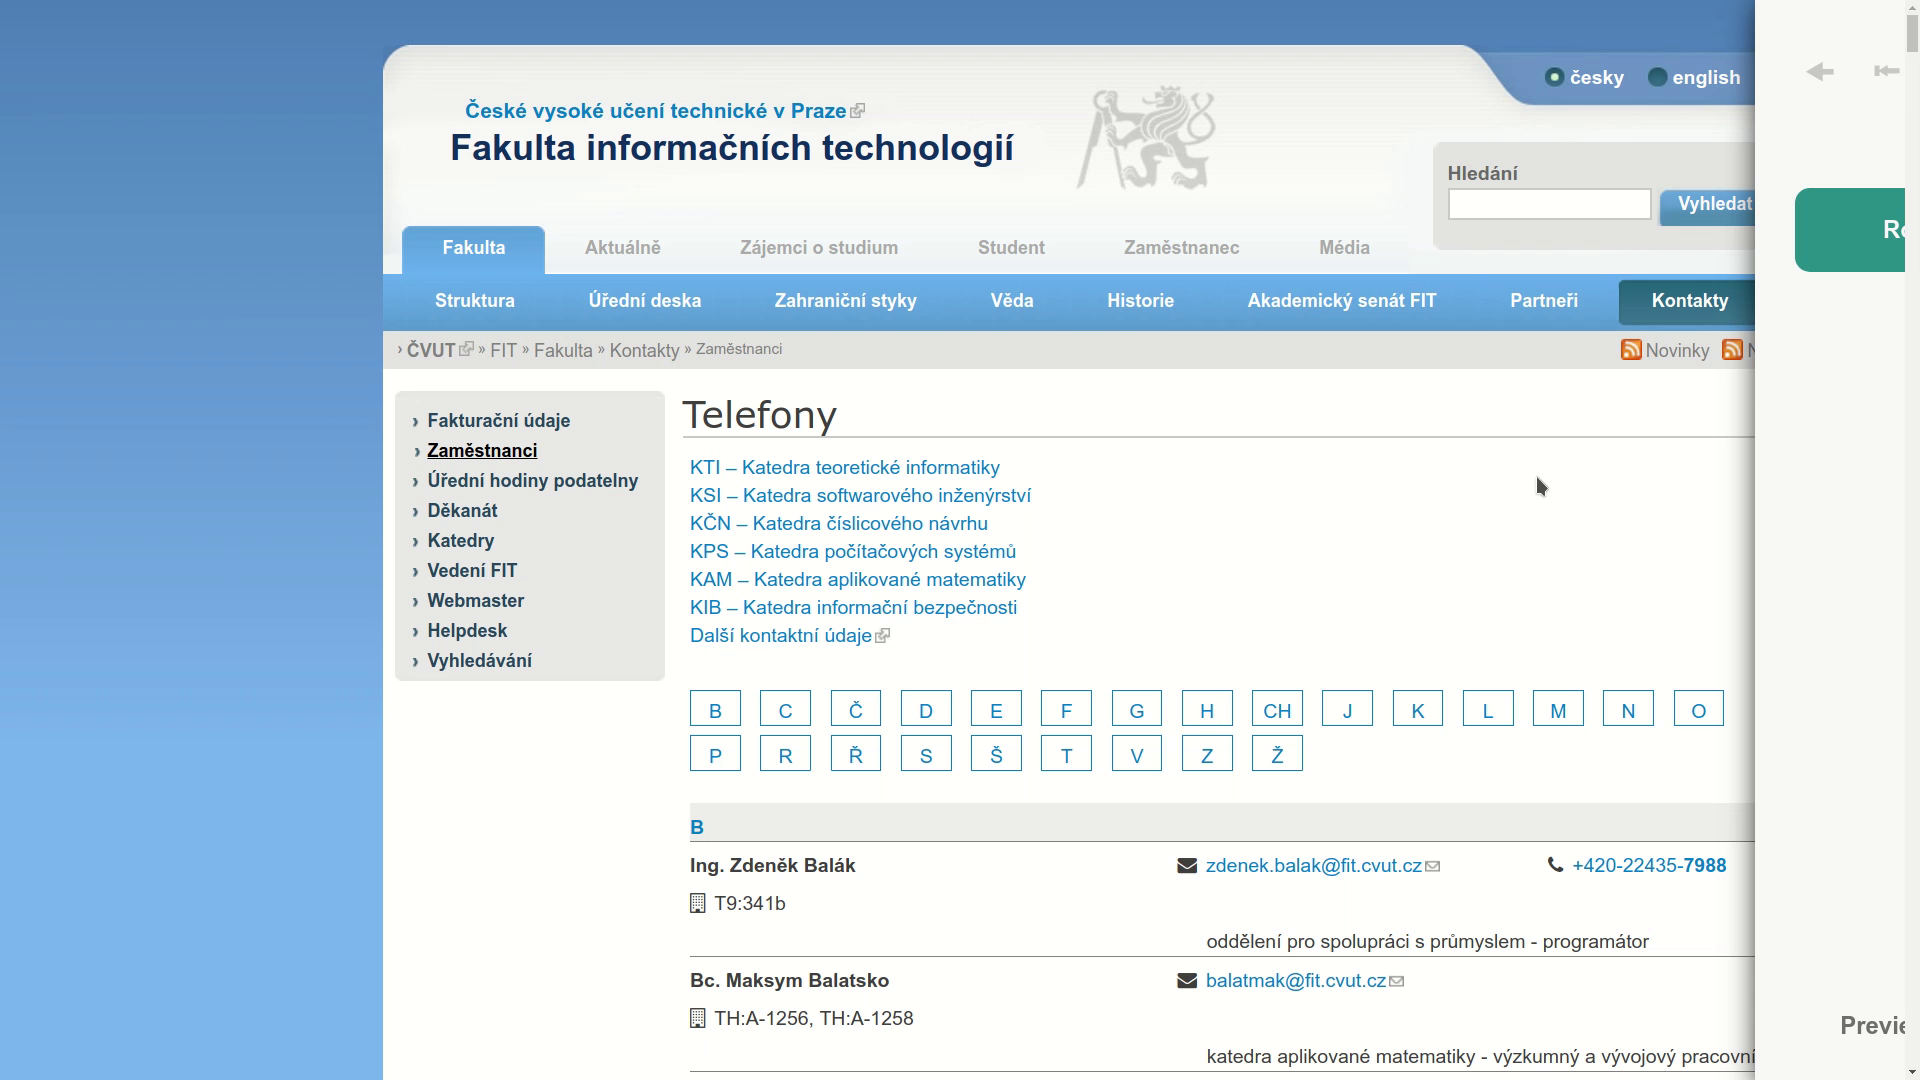 česky english
České vysoké učení technické v Praze
Fakulta informačních technologií
Hledání
Vyhledat
Fakulta Aktuálně Zájemci o studium Student Zaměstnanec Média
Struktura Úřední deska Zahraniční styky Věda Historie Akademický senát FIT Partneři Kontakty
› ČVUT » FIT » Fakulta » Kontakty » Zaměstnanci
Novinky
› Fakturační údaje
› Zaměstnanci
› Úřední hodiny podatelny
› Děkanát
› Katedry
› Vedení FIT
› Webmaster
› Helpdesk
› Vyhledávání
Telefony
KTI – Katedra teoretické informatiky
KSI – Katedra softwarového inženýrství
KČN – Katedra číslicového návrhu
KPS – Katedra počítačových systémů
KAM – Katedra aplikované matematiky
KIB – Katedra informační bezpečnosti
Další kontaktní údaje
B C Č D E F G H CH J K L M N O
P R Ř S Š T V Z Ž
B
Ing. Zdeněk Balák zdenek.balak@fit.cvut.cz +420-22435-7988
T9:341b
oddělení pro spolupráci s průmyslem - programátor
Bc. Maksym Balatsko balatmak@fit.cvut.cz
TH:A-1256, TH:A-1258
katedra aplikované matematiky - výzkumný a vývojový pracovní